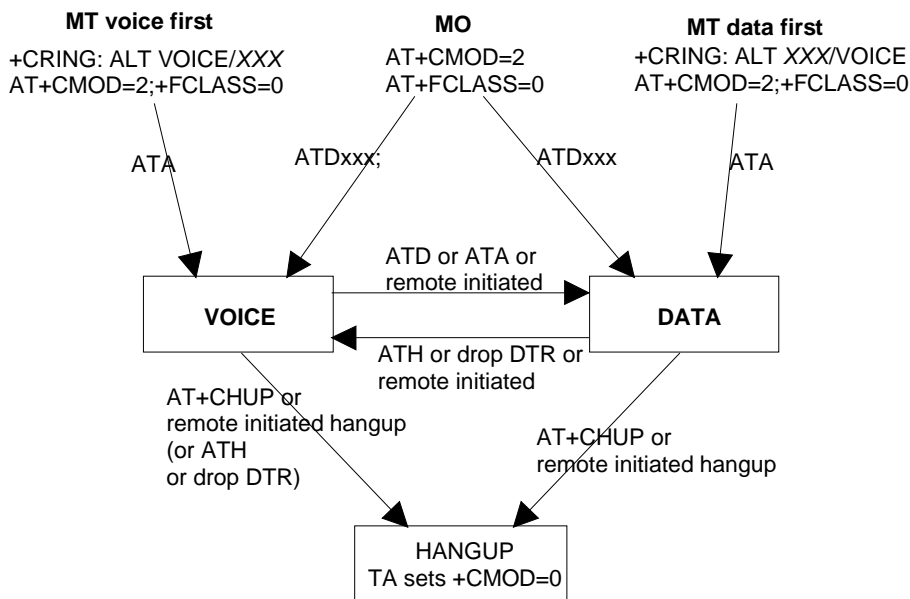 MT voice first
+CRING: ALT VOICE/XXX
AT+CMOD=2;+FCLASS=0
MO
AT+CMOD=2
AT+FCLASS=0
MT data first
+CRING: ALT XXX/VOICE
AT+CMOD=2;+FCLASS=0
ATA
ATDxxx;
ATDxxx
ATA
ATD or ATA or
remote initiated
VOICE
DATA
ATH or drop DTR or
remote initiated
AT+CHUP or
remote initiated hangup
(or ATH
or drop DTR)
AT+CHUP or
remote initiated hangup
HANGUP
TA sets +CMOD=0